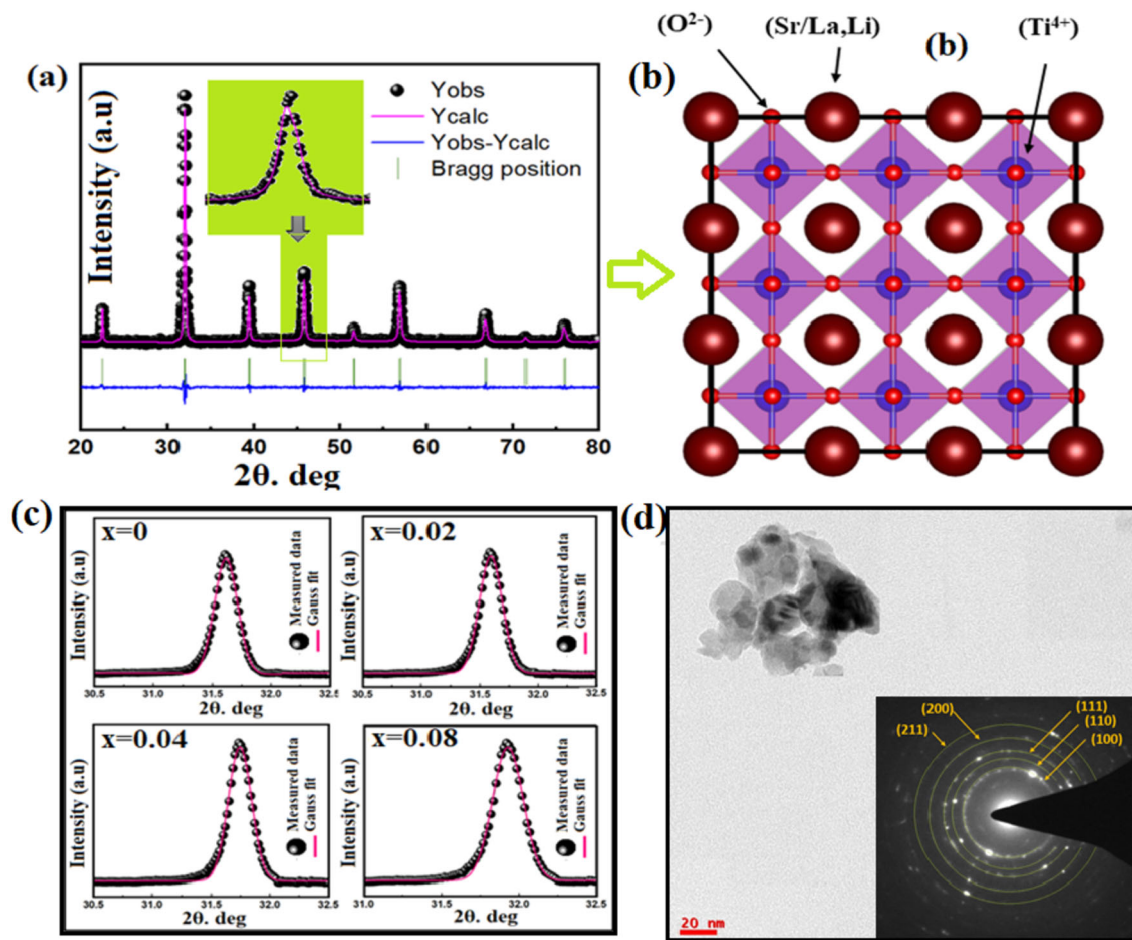 (a)
Yobs
Ycalc
Yobs-Ycalc
Bragg position
Intensity (a.u)
20 30 40 50 60 70 80
2θ. deg
(O²⁻)
(Sr/La,Li)
(b)
(Ti⁴⁺)
(b)
(c)
x=0
Intensity (a.u)
Measured data
Gauss fit
30.5 31.0 31.5 32.0 32.5
2θ. deg
x=0.02
Intensity (a.u)
Measured data
Gauss fit
30.5 31.0 31.5 32.0 32.5
2θ. deg
x=0.04
Intensity (a.u)
Measured data
Gauss fit
30.5 31.0 31.5 32.0 32.5
2θ. deg
x=0.08
Intensity (a.u)
Measured data
Gauss fit
31.0 31.5 32.0 32.5
2θ. deg
(d)
(200)
(211)
(111)
(110)
(100)
20 nm